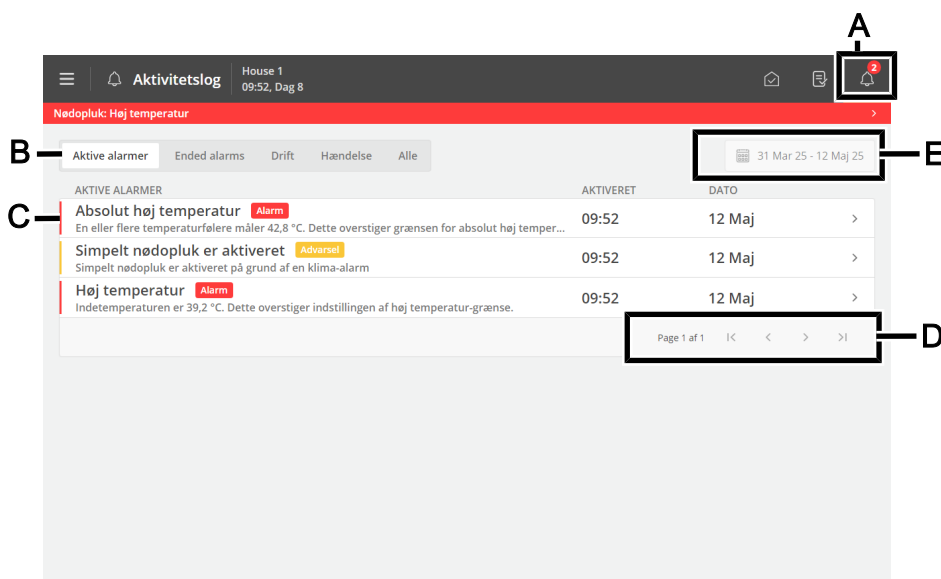 A
2
Aktivitetslog
House 1
09:52, Dag 8
Nødopluk: Høj temperatur
B
Aktive alarmer Ended alarms Drift Hændelse Alle
31 Mar 25 - 12 Maj 25
E
AKTIVE ALARMER AKTIVERET DATO
C
Absolut høj temperatur Alarm
En eller flere temperaturfølere måler 42,8 °C. Dette overstiger grænsen for absolut høj temper...
09:52 12 Maj
Simpelt nødopluk er aktiveret Advarsel
Simpelt nødopluk er aktiveret på grund af en klima-alarm
09:52 12 Maj
Høj temperatur Alarm
Indetemperaturen er 39,2 °C. Dette overstiger indstillingen af høj temperatur-grænse.
09:52 12 Maj
Page 1 af 1
D